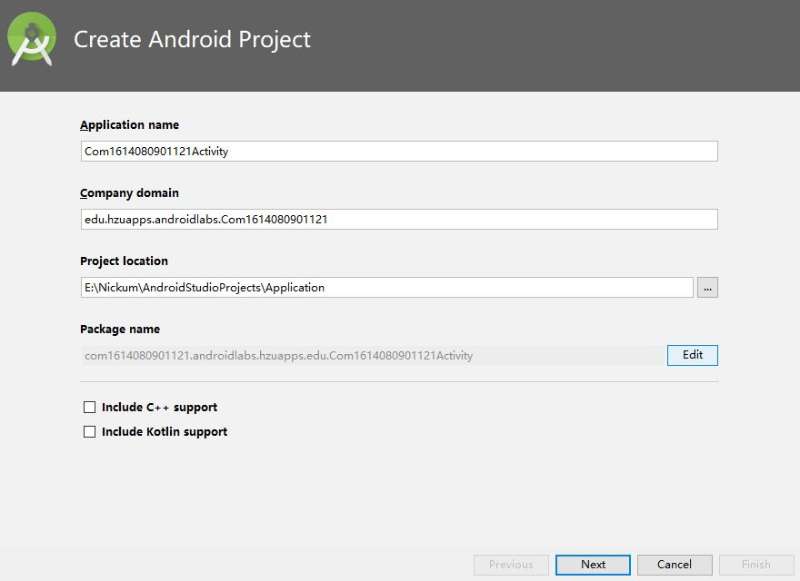 Create Android Project
Application name
Com1614080901121Activity
Company domain
edu.hzuapps.androidlabs.Com1614080901121
Project location
E:\Nickum\AndroidStudioProjects\Application
...
Package name
com1614080901121.androidlabs.hzuapps.edu.Com1614080901121Activity
Edit
Include C++ support
Include Kotlin support
Previous
Next
Cancel
Finish